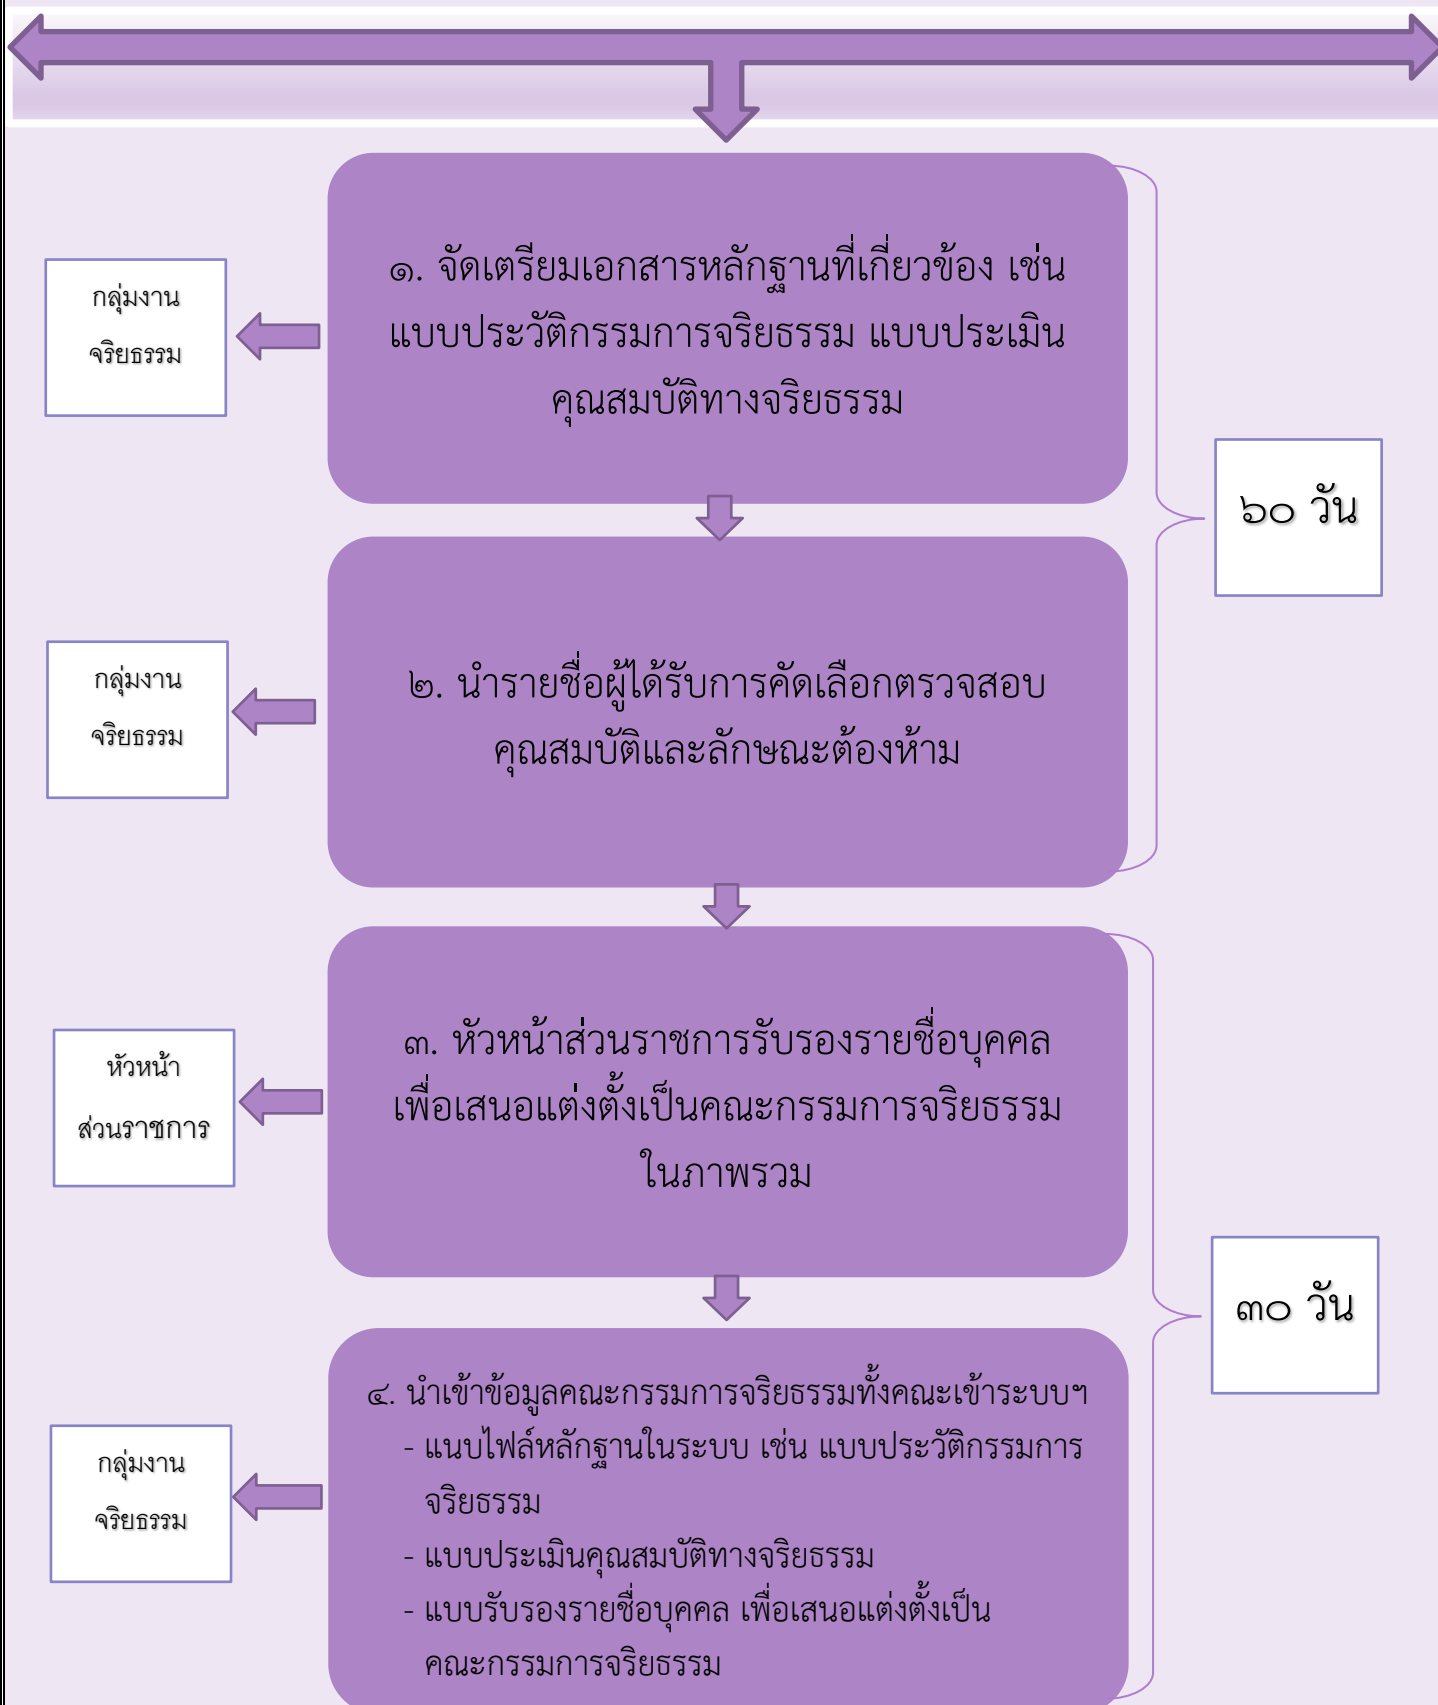 ๑. จัดเตรียมเอกสารหลักฐานที่เกี่ยวข้อง เช่น
แบบประวัติกรรมการจริยธรรม แบบประเมิน
คุณสมบัติทางจริยธรรม
กลุ่มงาน
จริยธรรม
๖๐ วัน
๒. นำรายชื่อผู้ได้รับการคัดเลือกตรวจสอบ
คุณสมบัติและลักษณะต้องห้าม
กลุ่มงาน
จริยธรรม
๓. หัวหน้าส่วนราชการรับรองรายชื่อบุคคล
เพื่อเสนอแต่งตั้งเป็นคณะกรรมการจริยธรรม
ในภาพรวม
หัวหน้า
ส่วนราชการ
๓๐ วัน
๔. นำเข้าข้อมูลคณะกรรมการจริยธรรมทั้งคณะเข้าระบบฯ
- แนบไฟล์หลักฐานในระบบ เช่น แบบประวัติกรรมการ
จริยธรรม
- แบบประเมินคุณสมบัติทางจริยธรรม
- แบบรับรองรายชื่อบุคคล เพื่อเสนอแต่งตั้งเป็น
คณะกรรมการจริยธรรม
กลุ่มงาน
จริยธรรม